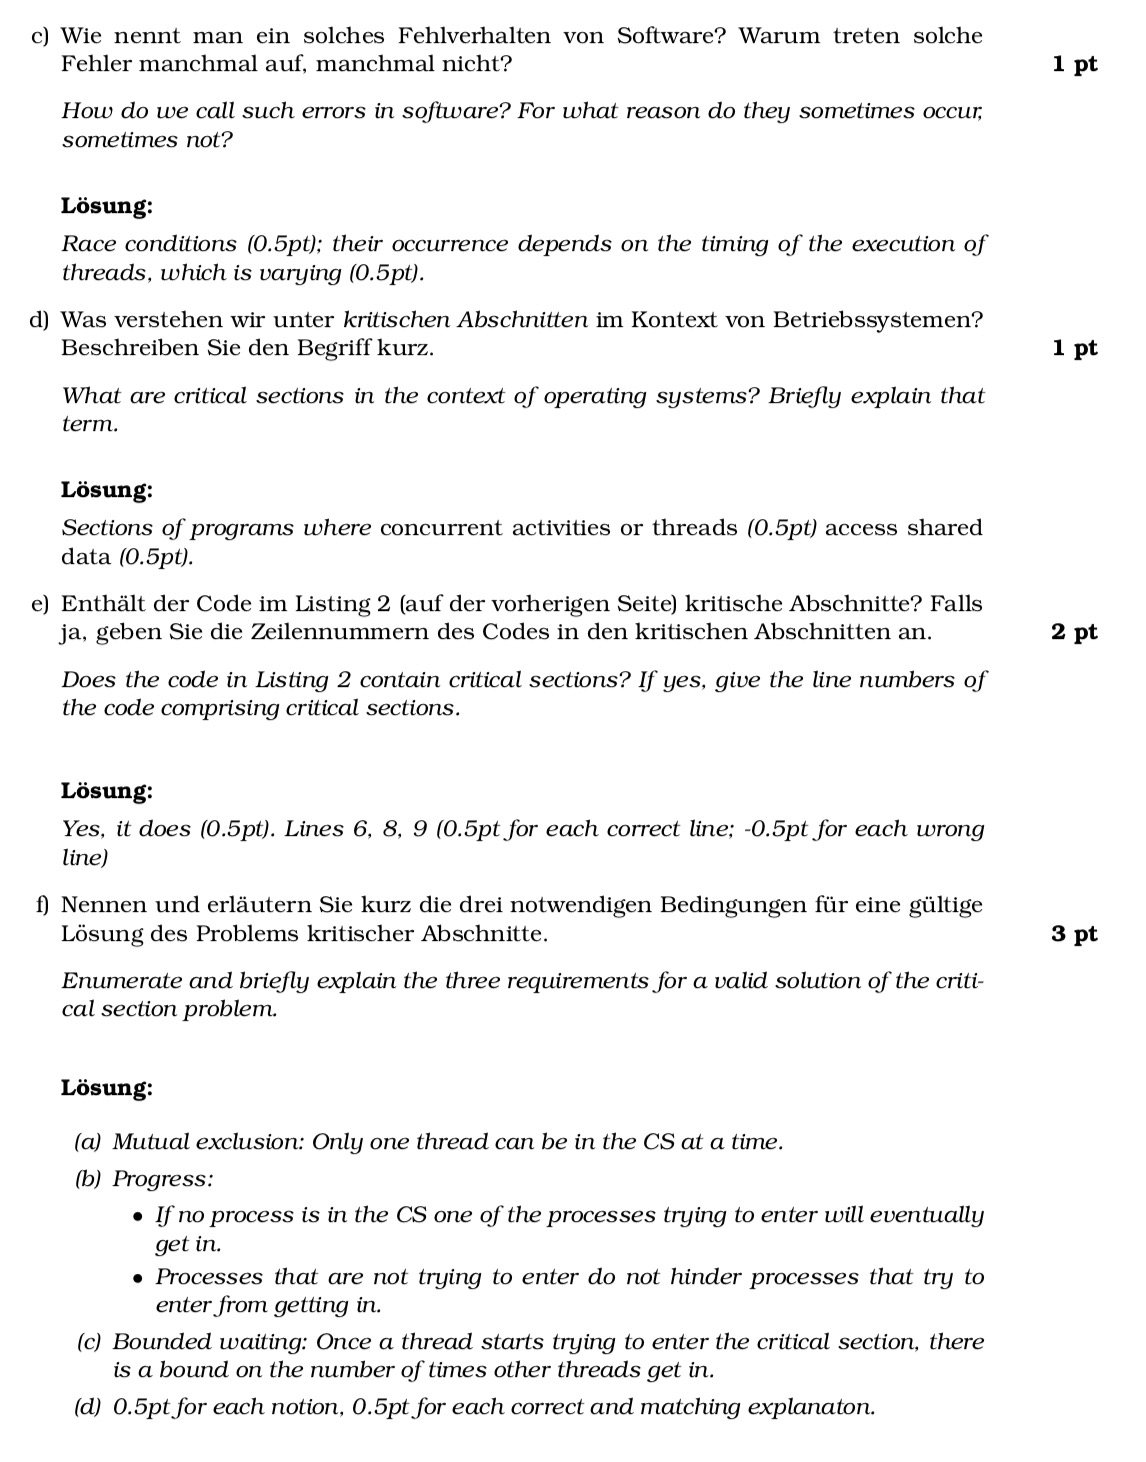 c) Wie nennt man ein solches Fehlverhalten von Software? Warum treten solche
Fehler manchmal auf, manchmal nicht? 1 pt
How do we call such errors in software? For what reason do they sometimes occur,
sometimes not?
Lösung:
Race conditions (0.5pt); their occurrence depends on the timing of the execution of
threads, which is varying (0.5pt).
d) Was verstehen wir unter kritischen Abschnitten im Kontext von Betriebssystemen?
Beschreiben Sie den Begriff kurz. 1 pt
What are critical sections in the context of operating systems? Briefly explain that
term.
Lösung:
Sections of programs where concurrent activities or threads (0.5pt) access shared
data (0.5pt).
e) Enthält der Code im Listing 2 (auf der vorherigen Seite) kritische Abschnitte? Falls
ja, geben Sie die Zeilennummern des Codes in den kritischen Abschnitten an. 2 pt
Does the code in Listing 2 contain critical sections? If yes, give the line numbers of
the code comprising critical sections.
Lösung:
Yes, it does (0.5pt). Lines 6, 8, 9 (0.5pt for each correct line; -0.5pt for each wrong
line)
f) Nennen und erläutern Sie kurz die drei notwendigen Bedingungen für eine gültige
Lösung des Problems kritischer Abschnitte. 3 pt
Enumerate and briefly explain the three requirements for a valid solution of the criti-
cal section problem.
Lösung:
(a) Mutual exclusion: Only one thread can be in the CS at a time.
(b) Progress:
• If no process is in the CS one of the processes trying to enter will eventually
get in.
• Processes that are not trying to enter do not hinder processes that try to
enter from getting in.
(c) Bounded waiting: Once a thread starts trying to enter the critical section, there
is a bound on the number of times other threads get in.
(d) 0.5pt for each notion, 0.5pt for each correct and matching explanaton.